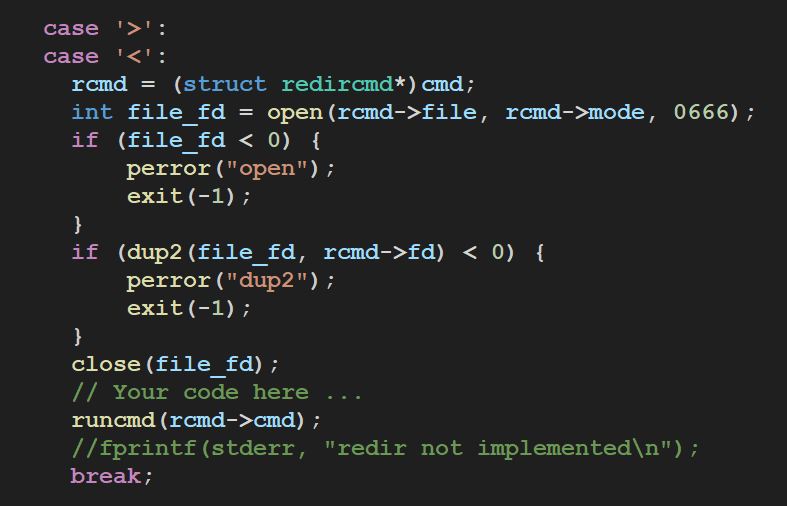 case '>':
case '<':
rcmd = (struct redircmd*)cmd;
int file_fd = open(rcmd->file, rcmd->mode, 0666);
if (file_fd < 0) {
perror("open");
exit(-1);
}
if (dup2(file_fd, rcmd->fd) < 0) {
perror("dup2");
exit(-1);
}
close(file_fd);
// Your code here ...
runcmd(rcmd->cmd);
//fprintf(stderr, "redir not implemented\n");
break;